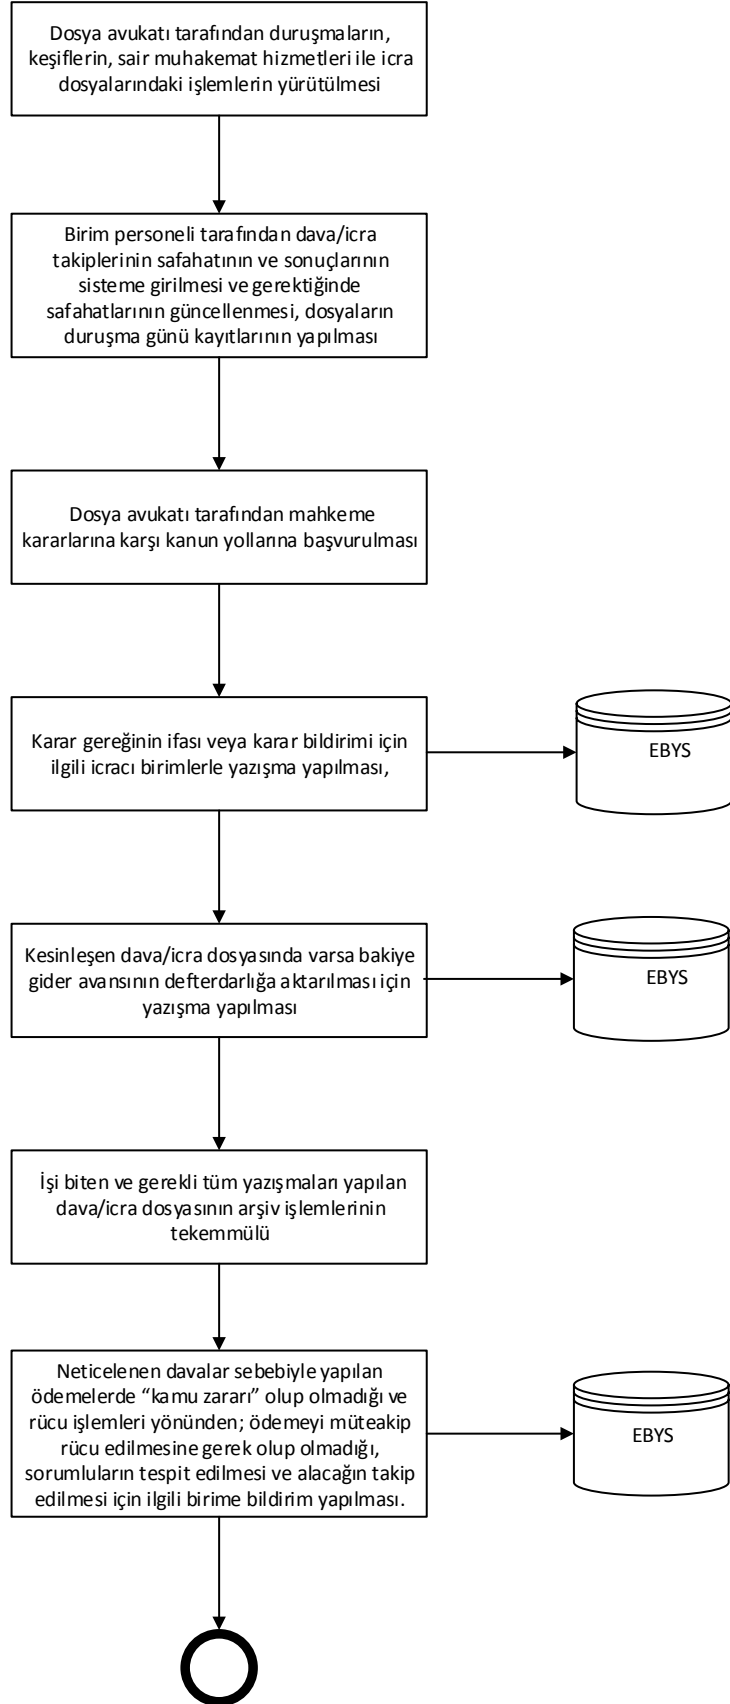 Dosya avukatı tarafından duruşmaların,
keşiflerin, sair muhakemat hizmetleri ile icra
dosyalarındaki işlemlerin yürütülmesi
Birim personeli tarafından dava/icra
takiplerinin safahatının ve sonuçlarının
sisteme girilmesi ve gerektiğinde
safahatlarının güncellenmesi, dosyaların
duruşma günü kayıtlarının yapılması
Dosya avukatı tarafından mahkeme
kararlarına karşı kanun yollarına başvurulması
Karar gereğinin ifası veya karar bildirimi için
ilgili icracı birimlerle yazışma yapılması,
EBYS
Kesinleşen dava/icra dosyasında varsa bakiye
gider avansının defterdarlığa aktarılması için
yazışma yapılması
EBYS
İşi biten ve gerekli tüm yazışmaları yapılan
dava/icra dosyasının arşiv işlemlerinin
tekemmülü
Neticelenen davalar sebebiyle yapılan
ödemelerde “kamu zararı” olup olmadığı ve
rücu işlemleri yönünden; ödemeyi müteakip
rücu edilmesine gerek olup olmadığı,
sorumluların tespit edilmesi ve alacağın takip
edilmesi için ilgili birime bildirim yapılması.
EBYS